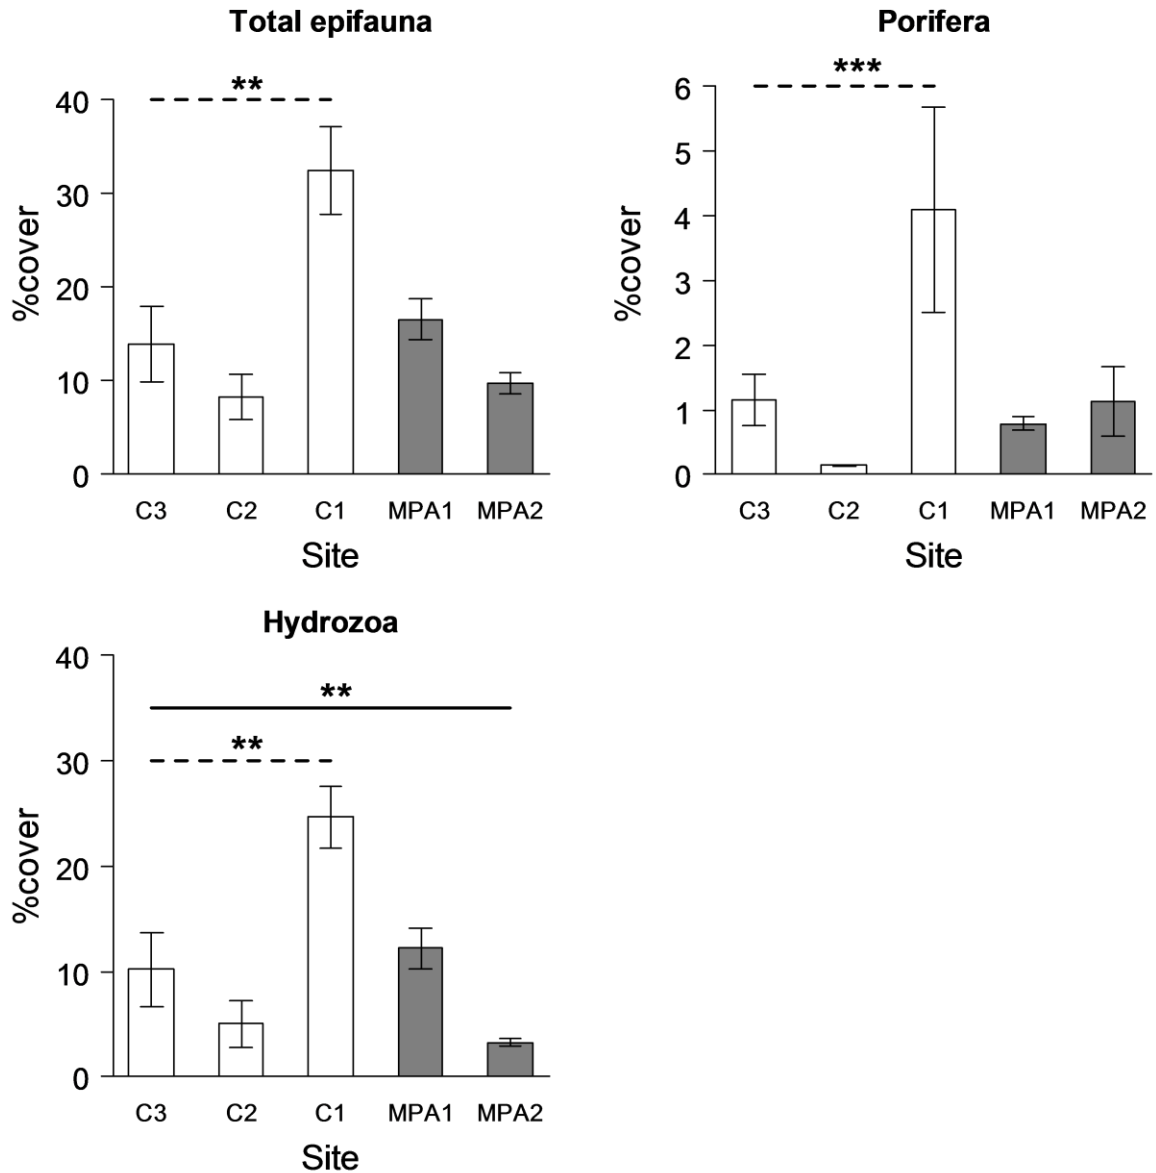 Total epifauna
**
40
30
20
10
0
%cover
C3 C2 C1 MPA1 MPA2
Site
Porifera
***
6
5
4
3
2
1
0
%cover
C3 C2 C1 MPA1 MPA2
Site
Hydrozoa
40
**
**
30
20
10
0
%cover
C3 C2 C1 MPA1 MPA2
Site